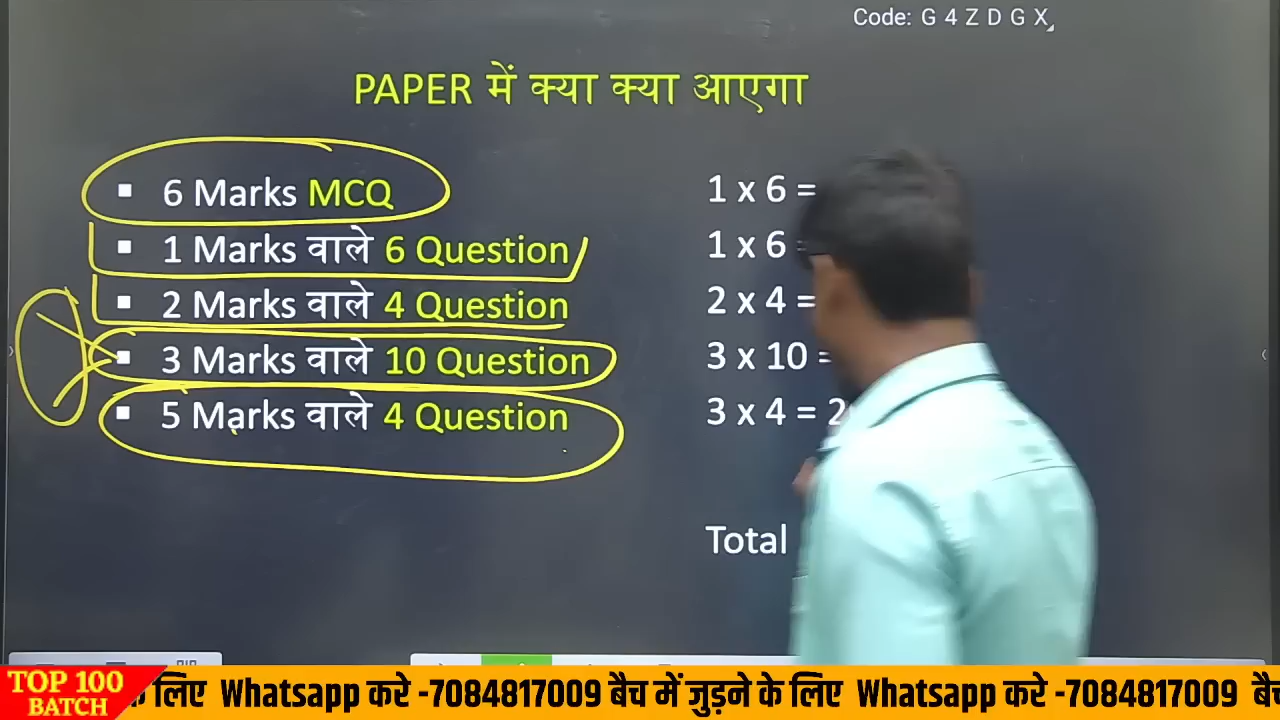 Code: G 4 Z D G X
PAPER में क्या क्या आएगा
▪ 6 Marks MCQ
1 x 6 =
▪ 1 Marks वाले 6 Question
1 x 6 =
▪ 2 Marks वाले 4 Question
2 x 4 =
▪ 3 Marks वाले 10 Question
3 x 10 =
▪ 5 Marks वाले 4 Question
3 x 4 = 2
Total
TOP 100
BATCH
के लिए Whatsapp करे -7084817009 बैच में जुड़ने के लिए Whatsapp करे -7084817009